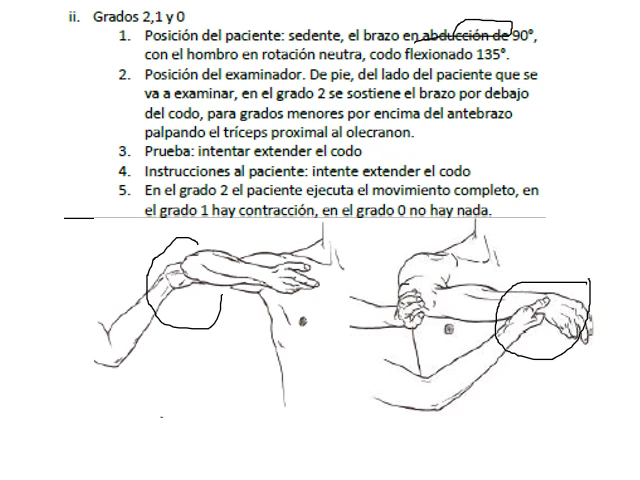 ii. Grados 2,1 y 0
1. Posición del paciente: sedente, el brazo en abducción de 90°,
con el hombro en rotación neutra, codo flexionado 135°.
2. Posición del examinador. De pie, del lado del paciente que se
va a examinar, en el grado 2 se sostiene el brazo por debajo
del codo, para grados menores por encima del antebrazo
palpando el tríceps proximal al olecranon.
3. Prueba: intentar extender el codo
4. Instrucciones al paciente: intente extender el codo
5. En el grado 2 el paciente ejecuta el movimiento completo, en
el grado 1 hay contracción, en el grado 0 no hay nada.